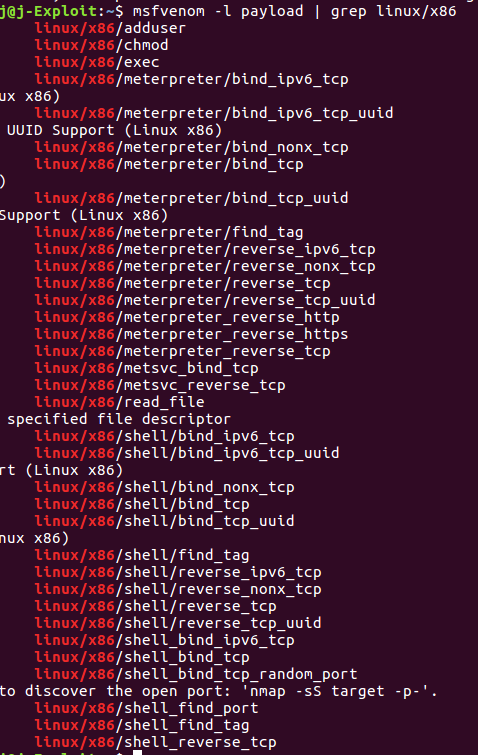 j@j-Exploit:~$ msfvenom -l payload | grep linux/x86
linux/x86/adduser
linux/x86/chmod
linux/x86/exec
linux/x86/meterpreter/bind_ipv6_tcp
ux x86)
linux/x86/meterpreter/bind_ipv6_tcp_uuid
UUID Support (Linux x86)
linux/x86/meterpreter/bind_nonx_tcp
linux/x86/meterpreter/bind_tcp
)
linux/x86/meterpreter/bind_tcp_uuid
Support (Linux x86)
linux/x86/meterpreter/find_tag
linux/x86/meterpreter/reverse_ipv6_tcp
linux/x86/meterpreter/reverse_nonx_tcp
linux/x86/meterpreter/reverse_tcp
linux/x86/meterpreter/reverse_tcp_uuid
linux/x86/meterpreter_reverse_http
linux/x86/meterpreter_reverse_https
linux/x86/meterpreter_reverse_tcp
linux/x86/metsvc_bind_tcp
linux/x86/metsvc_reverse_tcp
linux/x86/read_file
specified file descriptor
linux/x86/shell/bind_ipv6_tcp
linux/x86/shell/bind_ipv6_tcp_uuid
rt (Linux x86)
linux/x86/shell/bind_nonx_tcp
linux/x86/shell/bind_tcp
linux/x86/shell/bind_tcp_uuid
nux x86)
linux/x86/shell/find_tag
linux/x86/shell/reverse_ipv6_tcp
linux/x86/shell/reverse_nonx_tcp
linux/x86/shell/reverse_tcp
linux/x86/shell/reverse_tcp_uuid
linux/x86/shell_bind_ipv6_tcp
linux/x86/shell_bind_tcp
linux/x86/shell_bind_tcp_random_port
to discover the open port: 'nmap -sS target -p-'.
linux/x86/shell_find_port
linux/x86/shell_find_tag
linux/x86/shell_reverse_tcp